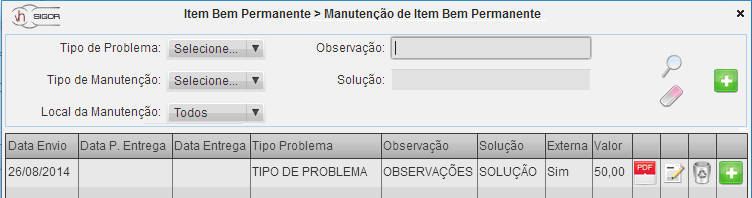 SIGOR
Item Bem Permanente > Manutenção de Item Bem Permanente
Tipo de Problema: Selecione... Observação:
Tipo de Manutenção: Selecione... Solução:
Local da Manutenção: Todos
Data Envio Data P. Entrega Data Entrega Tipo Problema Observação Solução Externa Valor
26/08/2014 TIPO DE PROBLEMA OBSERVAÇÕES SOLUÇÃO Sim 50,00 PDF